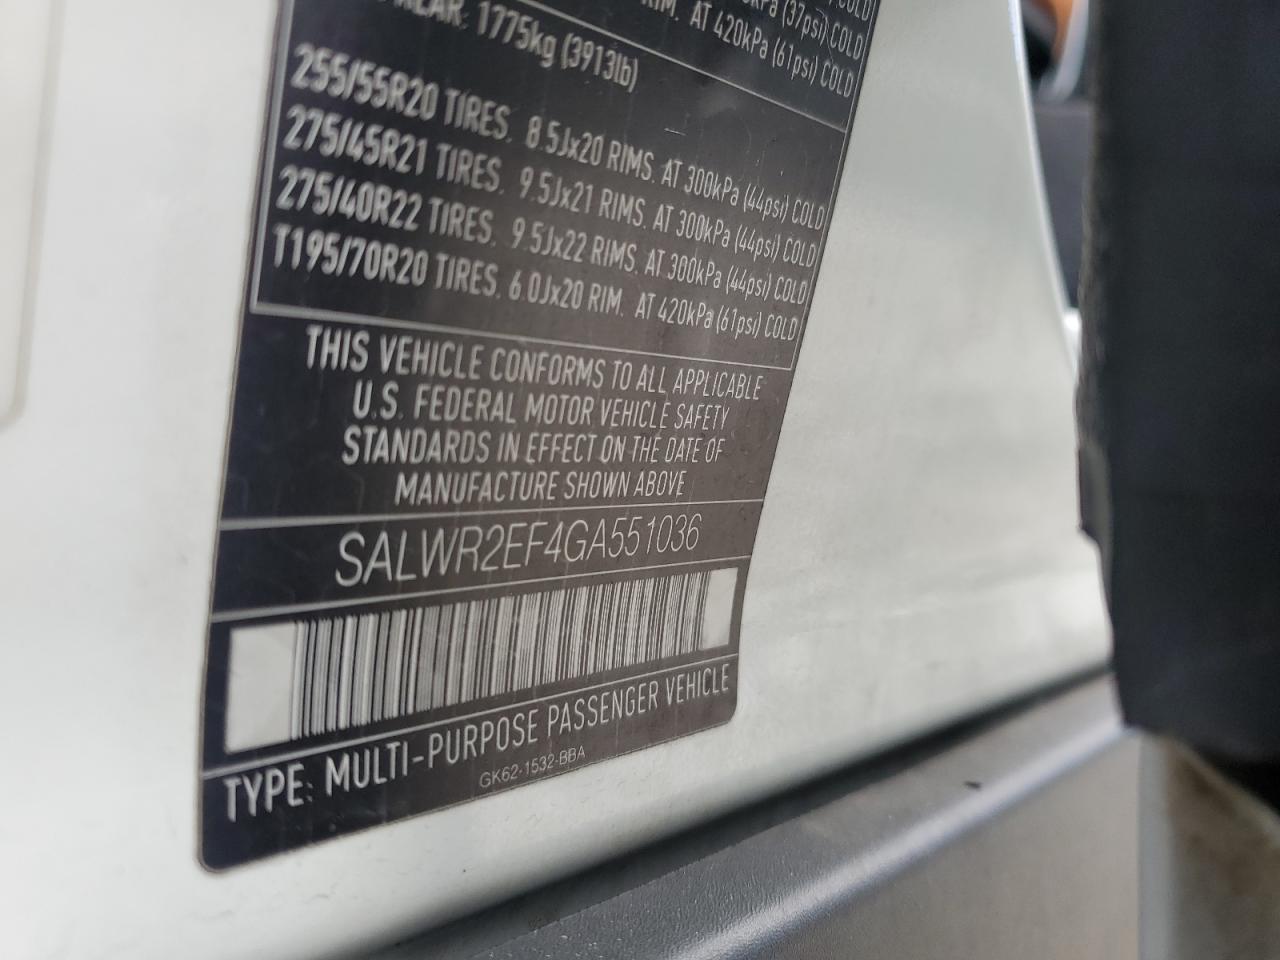 (37psi) COLD
RIM. AT 420kPa (61psi) COLD
REAR: 1775kg (3913lb)
255/55R20 TIRES. 8.5Jx20 RIMS. AT 300kPa (44psi) COLD
275/45R21 TIRES. 9.5Jx21 RIMS. AT 300kPa (44psi) COLD
275/40R22 TIRES. 9.5Jx22 RIMS. AT 300kPa (44psi) COLD
T195/70R20 TIRES. 6.0Jx20 RIM. AT 420kPa (61psi) COLD
THIS VEHICLE CONFORMS TO ALL APPLICABLE
U.S. FEDERAL MOTOR VEHICLE SAFETY
STANDARDS IN EFFECT ON THE DATE OF
MANUFACTURE SHOWN ABOVE
SALWR2EF4GA551036
TYPE: MULTI-PURPOSE PASSENGER VEHICLE
GK62-1532-BBA